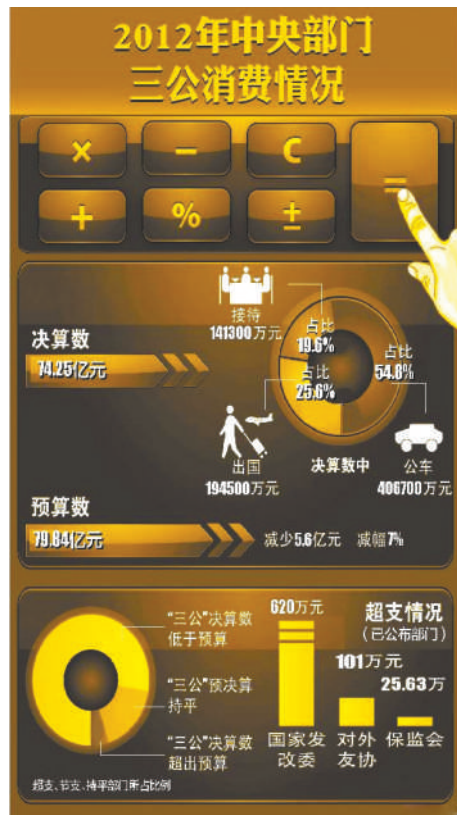 2012年中央部门
三公消费情况
× − C =
+ % ±
接待
141300万元
占比
19.6%
占比
54.8%
占比
25.6%
决算数
74.25亿元
出国
194500万元
决算数中
公车
406700万元
预算数
79.84亿元
减少5.6亿元 减幅7%
“三公”决算数
低于预算
“三公”预决算
持平
“三公”决算数
超出预算
超支、节支、持平部门所占比例
超支情况
（已公布部门）
620万元
101万元
25.63万
国家发
改委
对外
友协
保监会